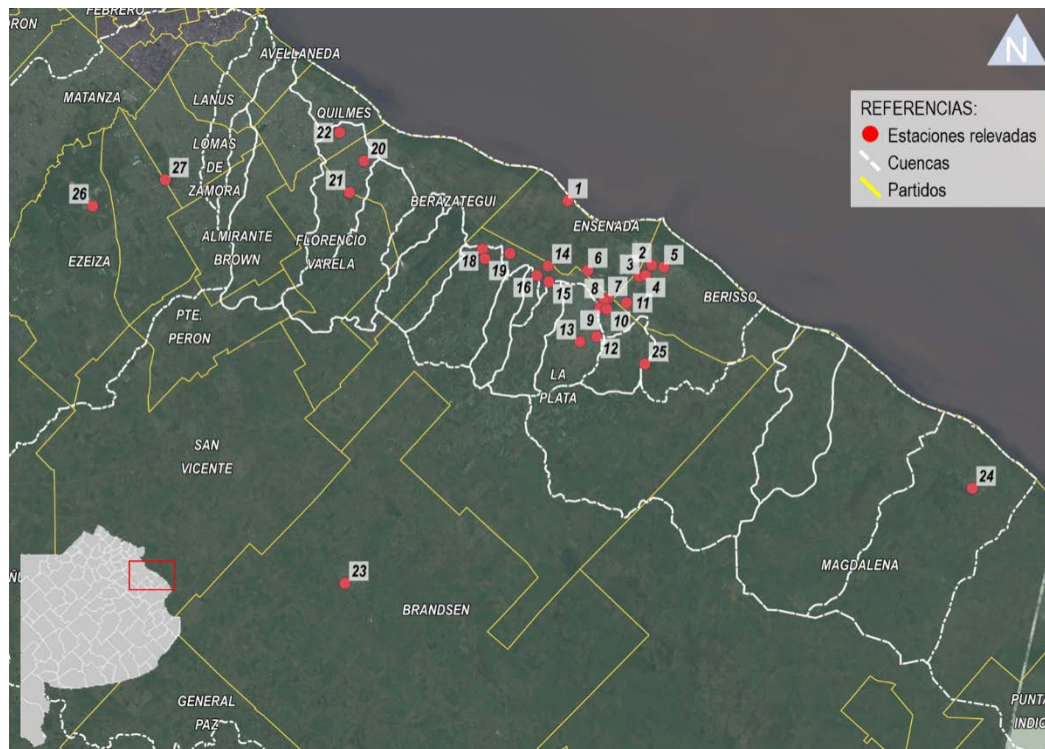 FEBRERO
RON
AVELLANEDA
MATANZA
LANUS
QUILMES
22
20
LOMAS
DE
ZAMORA
27
26
21
BERAZATEGUI
1
ENSENADA
EZEIZA
ALMIRANTE
BROWN
FLORENCIO
VARELA
18
19
14
6
3
2
5
16
15
8
7
4
11
BERISSO
9
10
13
12
25
PTE.
PERON
LA
PLATA
SAN
VICENTE
24
MAGDALENA
23
BRANDSEN
GENERAL
PAZ
PUNTA
INDIO
N
REFERENCIAS:
Estaciones relevadas
Cuencas
Partidos